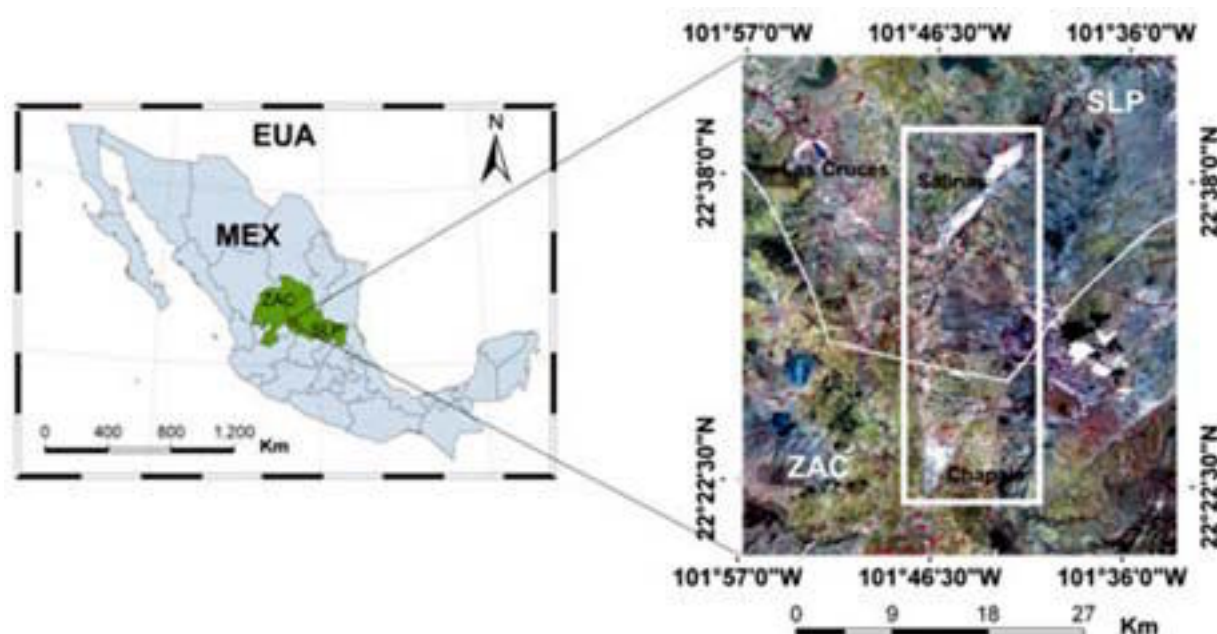 EUA
N
MEX
ZAC
SLP
0 400 800 1.200 Km
101°57'0"W 101°46'30"W 101°36'0"W
SLP
22°38'0"N
22°38'0"N
Las Cruces
Salinas
22°22'30"N
22°22'30"N
ZAC
101°57'0"W 101°46'30"W 101°36'0"W
0 9 18 27 Km